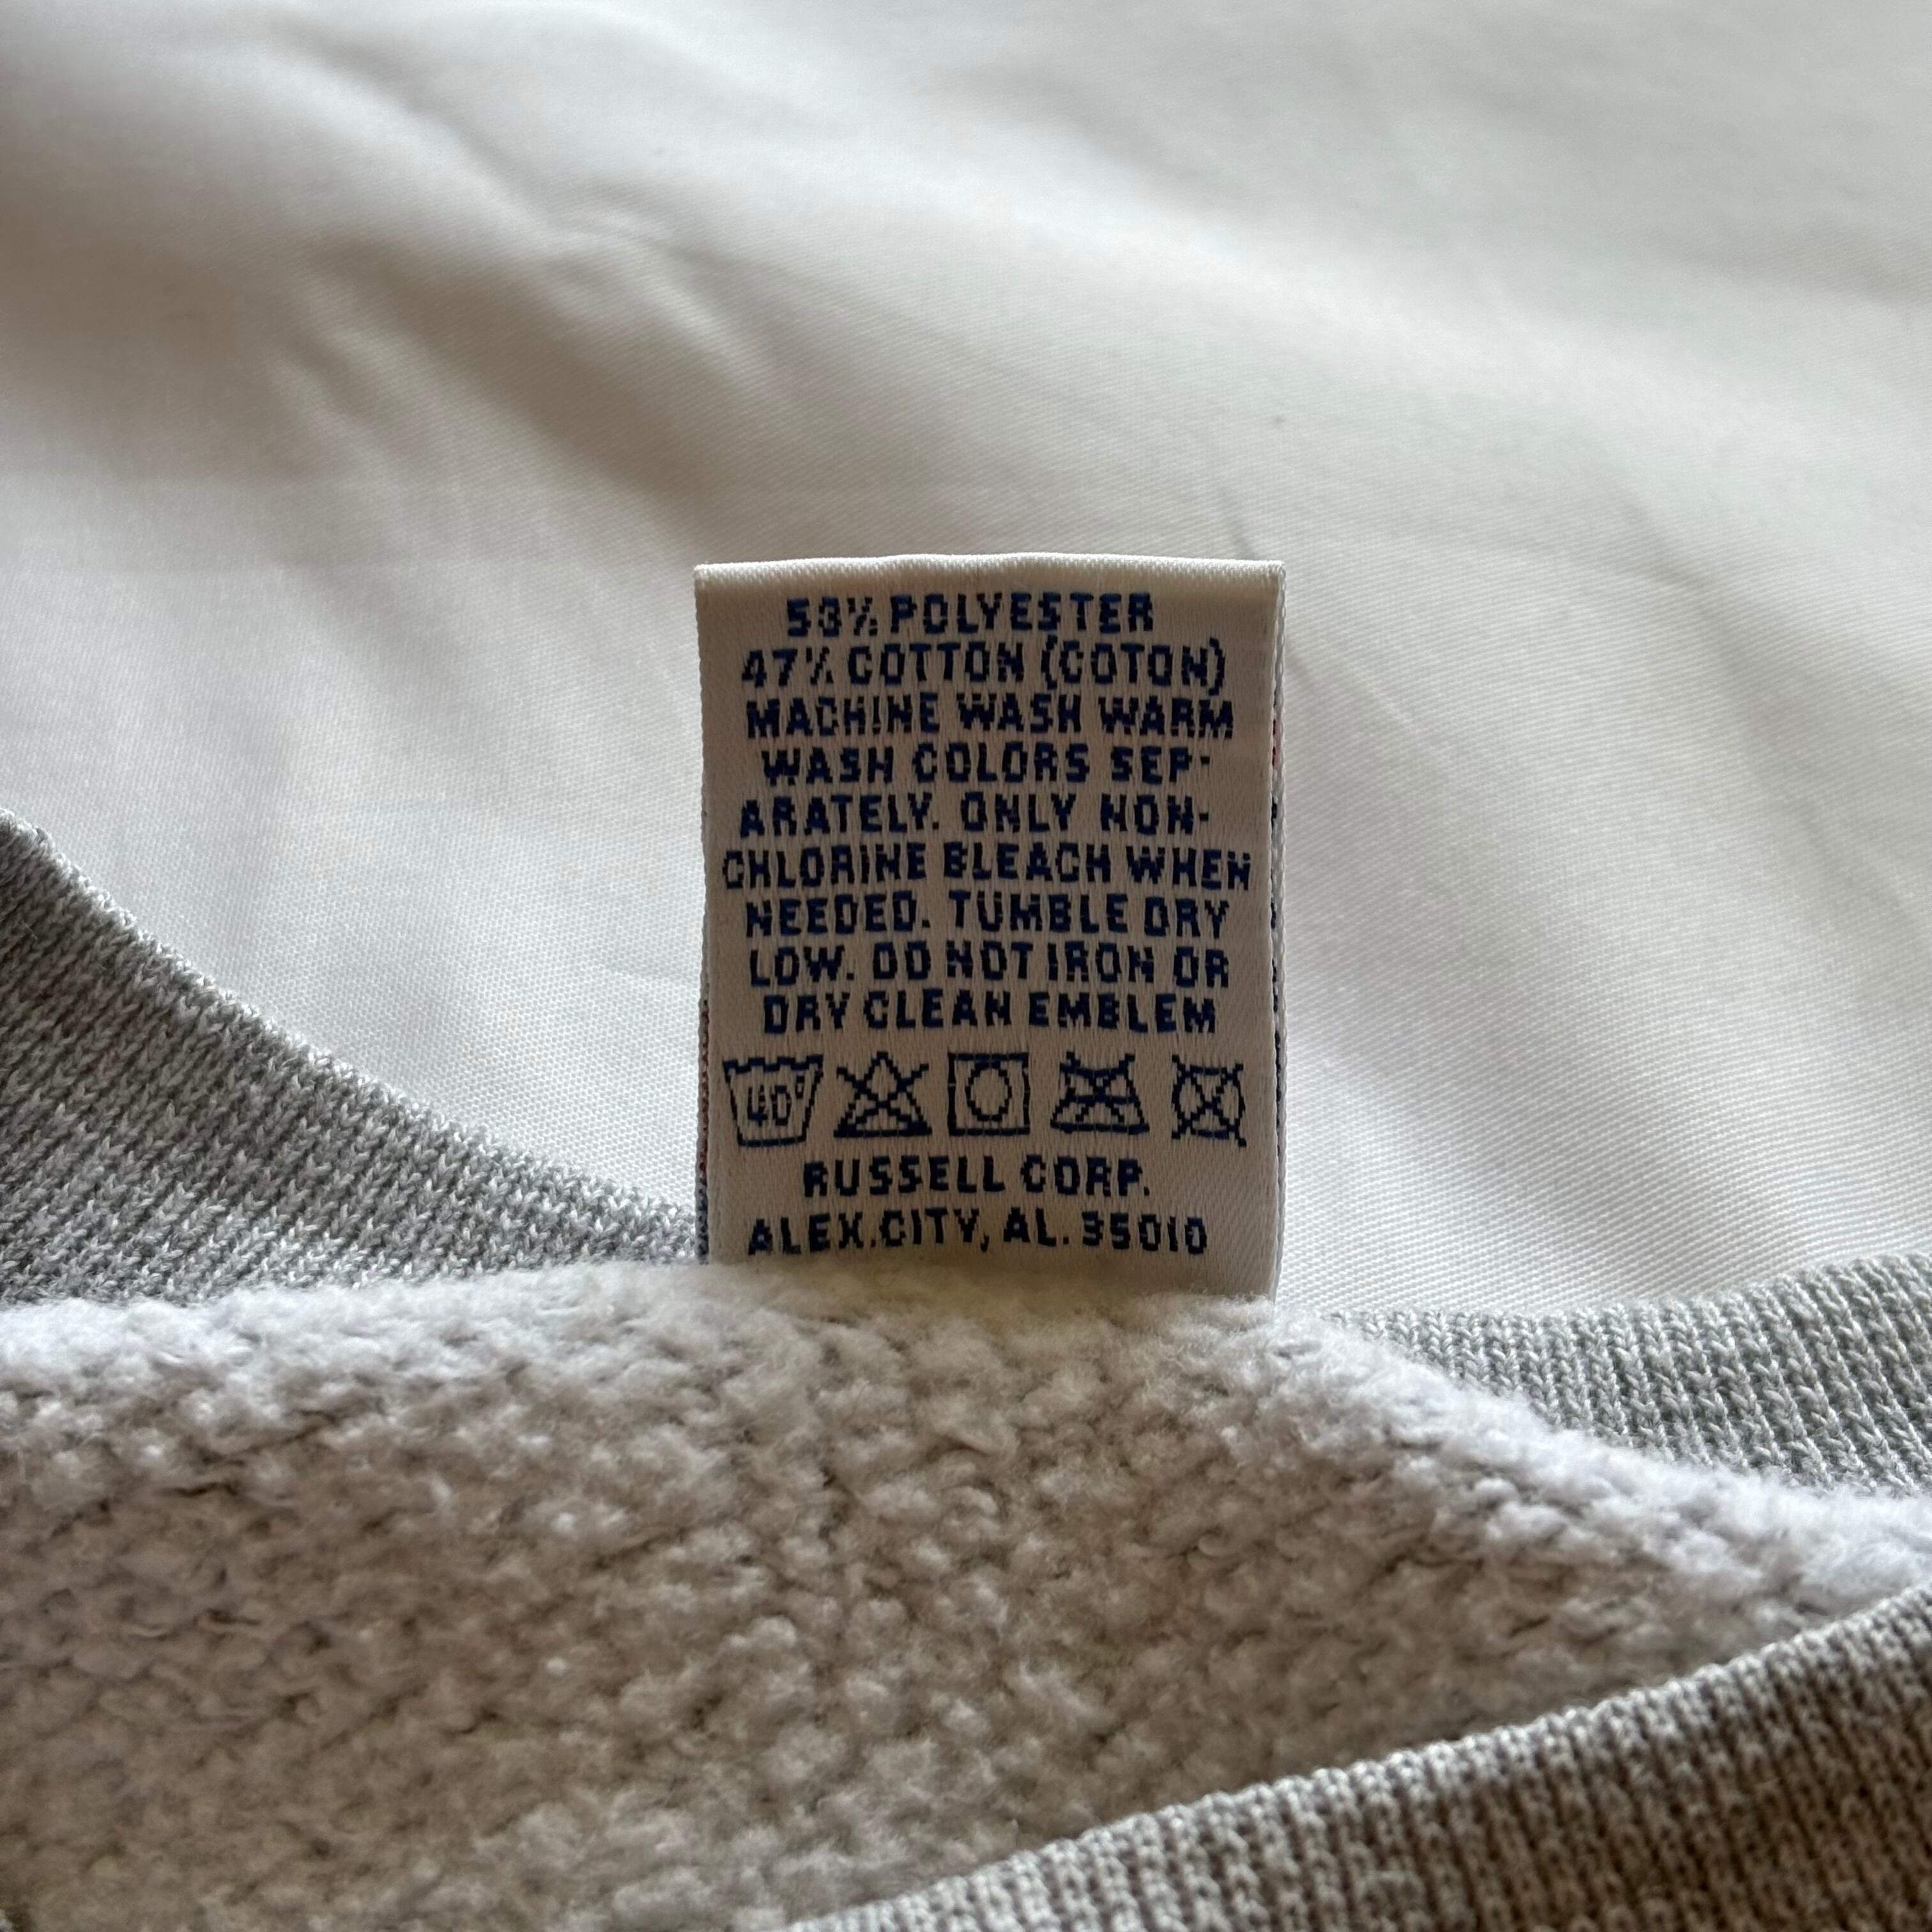 53% POLYESTER
47% COTTON (COTON)
MACHINE WASH WARM
WASH COLORS SEP-
ARATELY. ONLY NON-
CHLORINE BLEACH WHEN
NEEDED. TUMBLE DRY
LOW. DO NOT IRON OR
DRY CLEAN EMBLEM
40°
RUSSELL CORP.
ALEX.CITY, AL. 35010